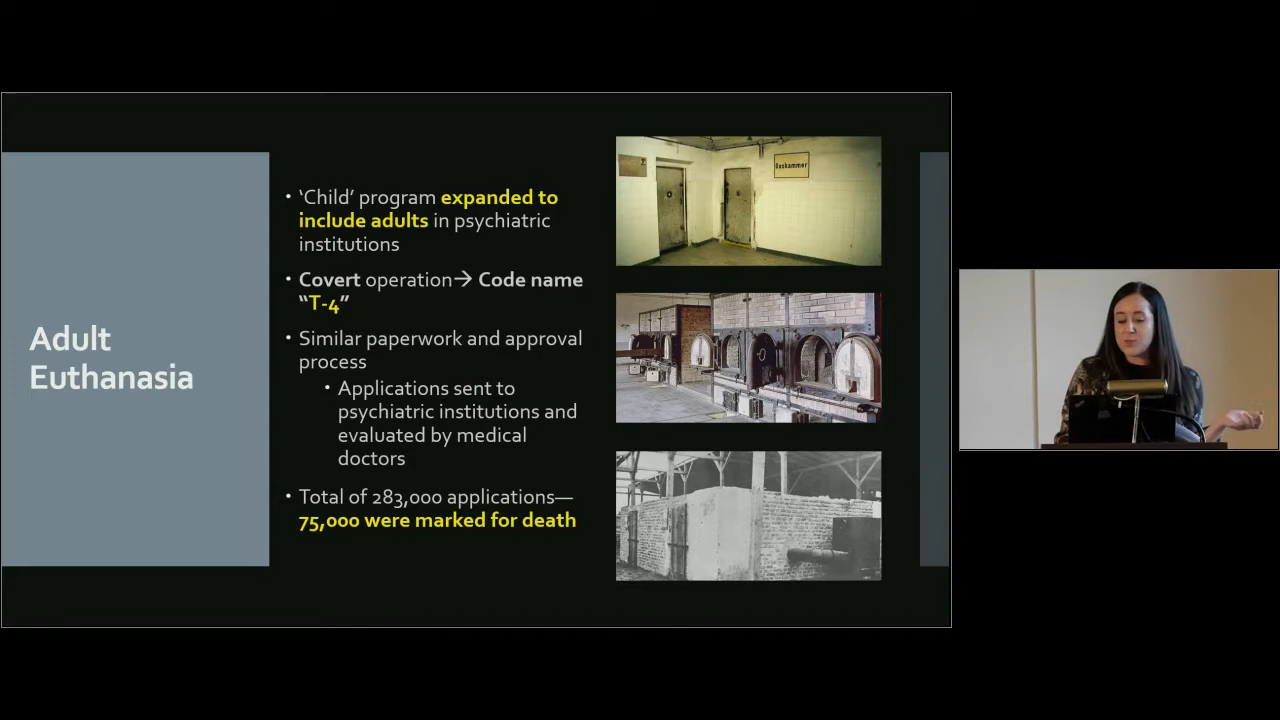 Adult
Euthanasia
• ‘Child’ program expanded to
include adults in psychiatric
institutions
• Covert operation→ Code name
“T-4”
• Similar paperwork and approval
process
• Applications sent to
psychiatric institutions and
evaluated by medical
doctors
• Total of 283,000 applications—
75,000 were marked for death
Gaskammer